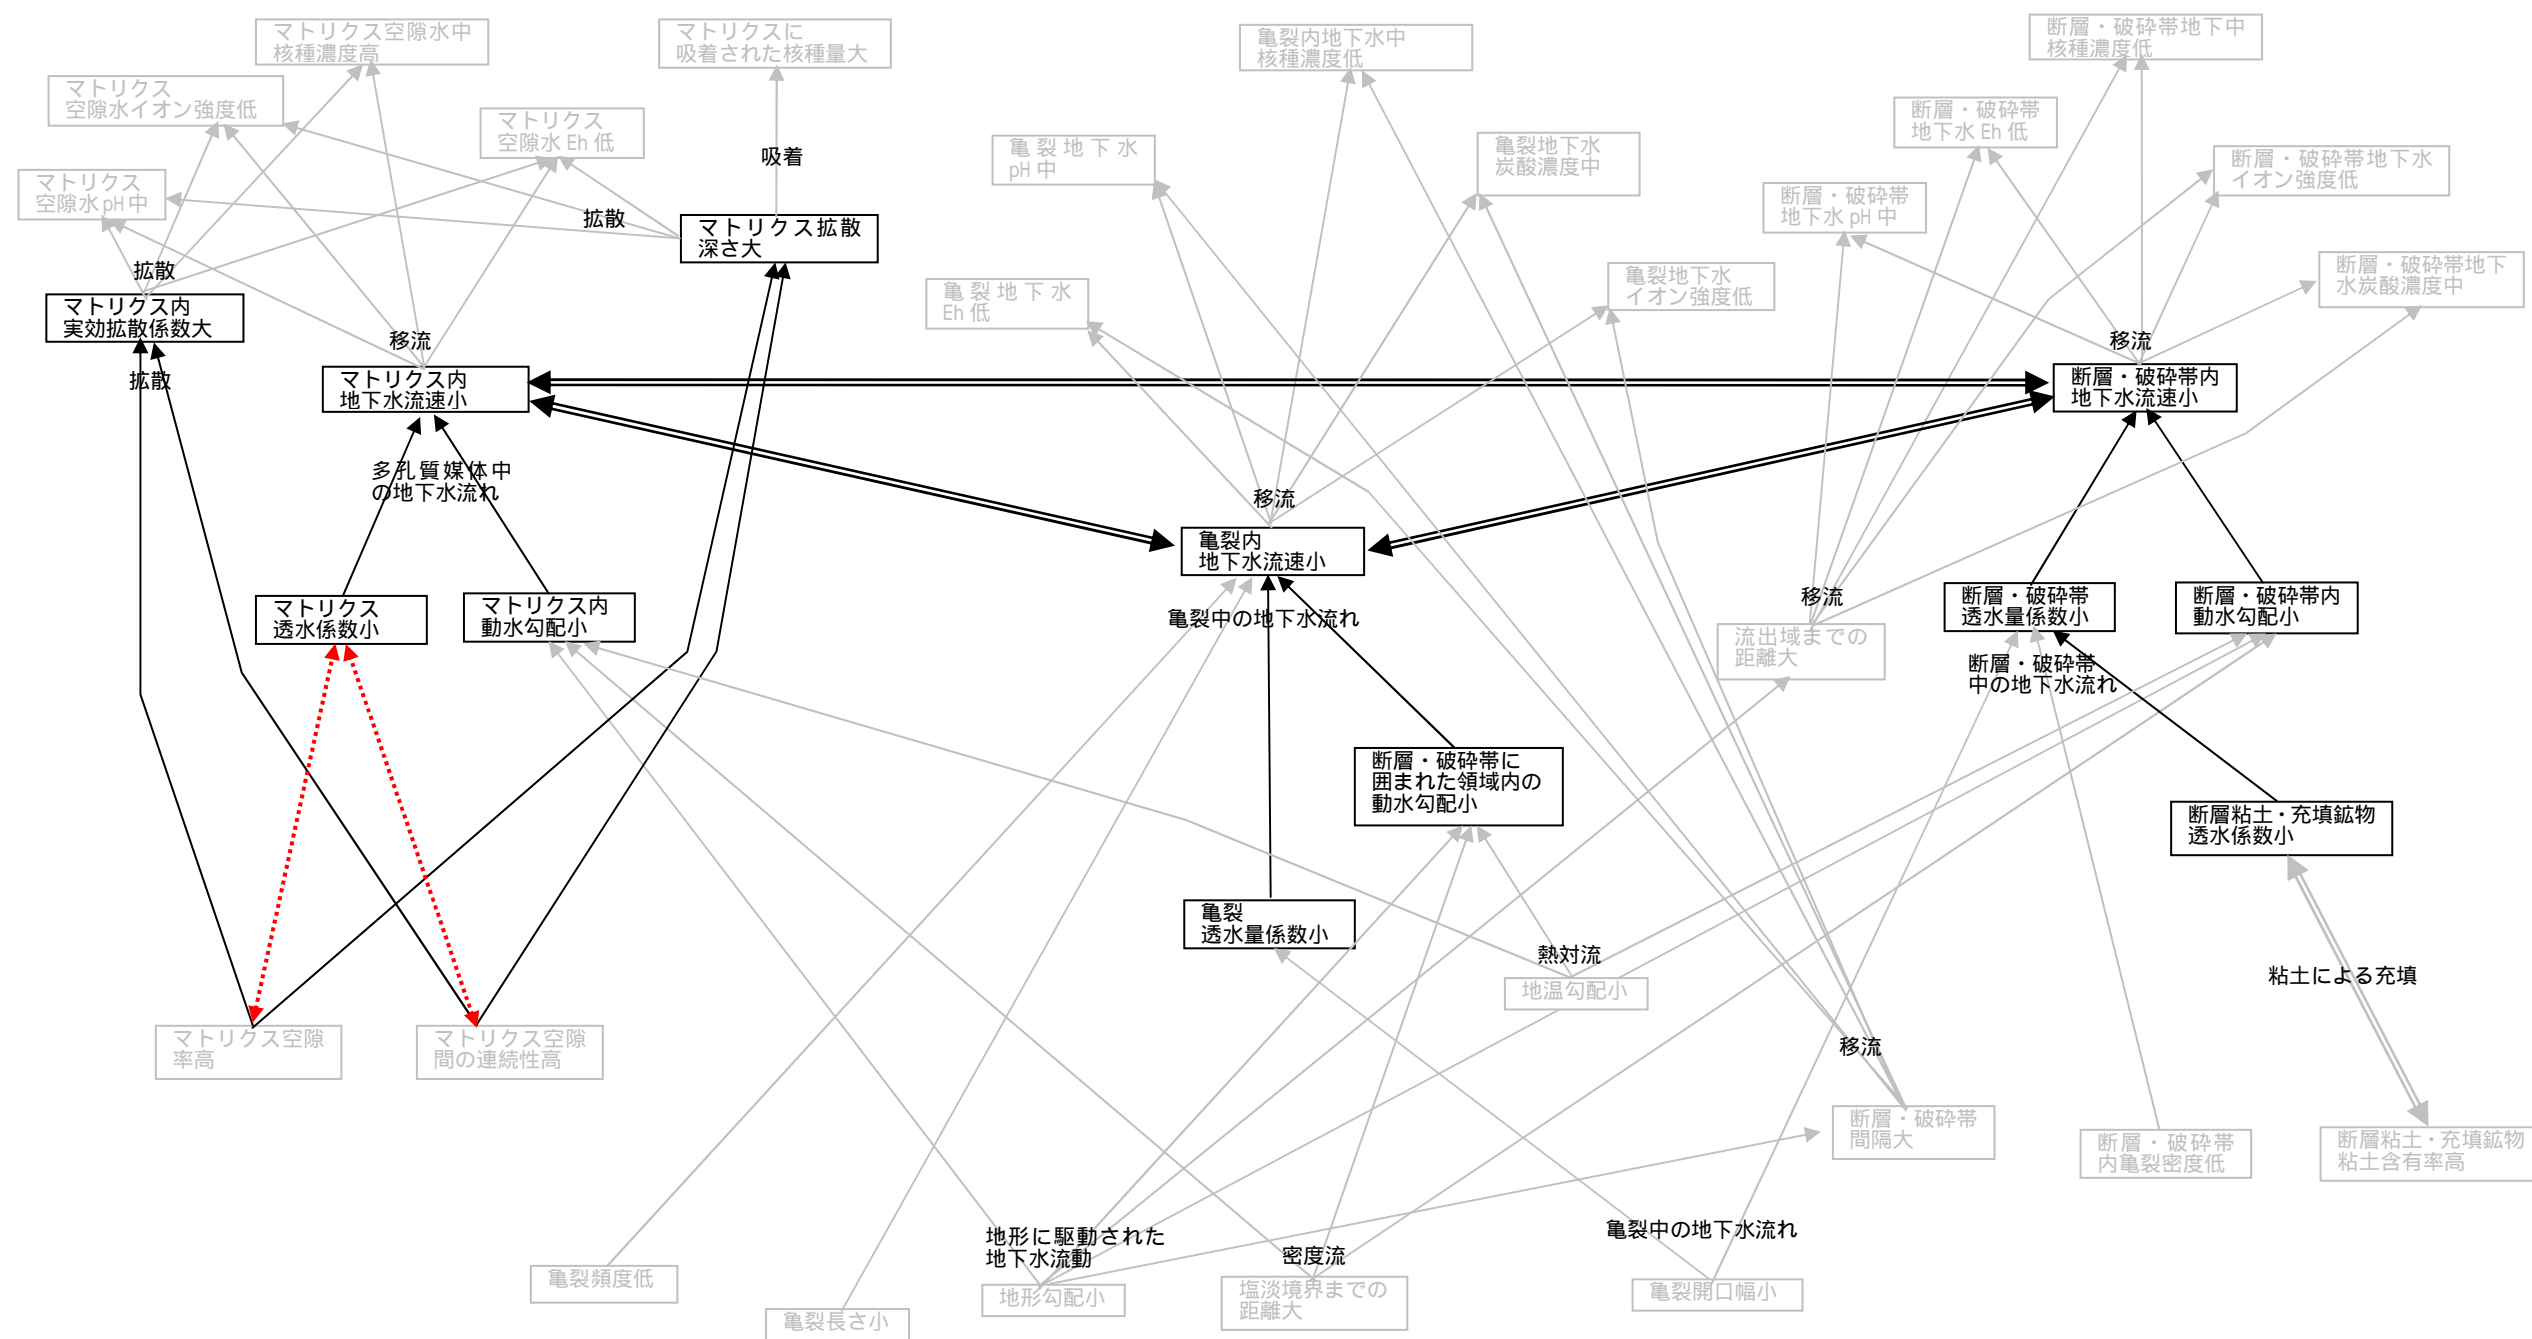 マトリクス空隙水中
核種濃度高
マトリクスに
吸着された核種量大
亀裂内地下水中
核種濃度低
断層・破砕帯地下中
核種濃度低
マトリクス
空隙水イオン強度低
マトリクス
空隙水 Eh 低
亀裂地下水
pH 中
亀裂地下水
炭酸濃度中
断層・破砕帯
地下水 Eh 低
断層・破砕帯地下水
イオン強度低
吸着
マトリクス
空隙水 pH 中
断層・破砕帯
地下水 pH 中
拡散
マトリクス拡散
深さ大
拡散
亀裂地下水
Eh 低
亀裂地下水
イオン強度低
断層・破砕帯地下
水炭酸濃度中
マトリクス内
実効拡散係数大
移流
移流
拡散
マトリクス内
地下水流速小
断層・破砕帯内
地下水流速小
多孔質媒体中
の地下水流れ
移流
亀裂内
地下水流速小
マトリクス
透水係数小
マトリクス内
動水勾配小
亀裂中の地下水流れ
移流
断層・破砕帯
透水量係数小
断層・破砕帯内
動水勾配小
流出域までの
距離大
断層・破砕帯
中の地下水流れ
断層・破砕帯に
囲まれた領域内の
動水勾配小
断層粘土・充填鉱物
透水係数小
亀裂
透水量係数小
熱対流
地温勾配小
粘土による充填
マトリクス空隙
率高
マトリクス空隙
間の連続性高
移流
断層・破砕帯
間隔大
断層・破砕帯
内亀裂密度低
断層粘土・充填鉱物
粘土含有率高
地形に駆動された
地下水流動
密度流
亀裂中の地下水流れ
亀裂頻度低
亀裂長さ小
地形勾配小
塩淡境界までの
距離大
亀裂開口幅小